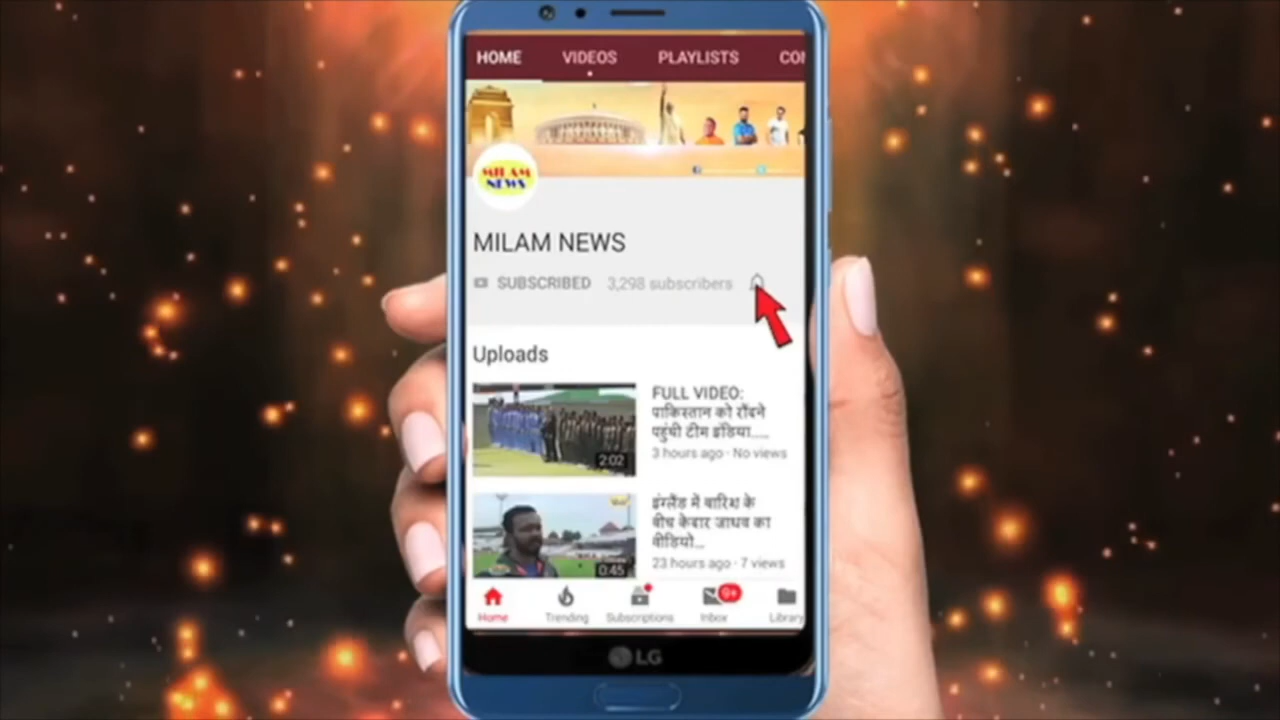 HOME VIDEOS PLAYLISTS CO
MILAM
NEWS
MILAM NEWS
SUBSCRIBED 3,298 subscribers
Uploads
FULL VIDEO:
पाकिस्तान को रौंदने
पहुंची टीम इंडिया.....
3 hours ago · No views
2:02
इंग्लैंड में बारिश के
बीच केदार जाधव का
वीडियो...
23 hours ago · 7 views
0:45
9+
Home Trending Subscriptions Inbox Library
LG